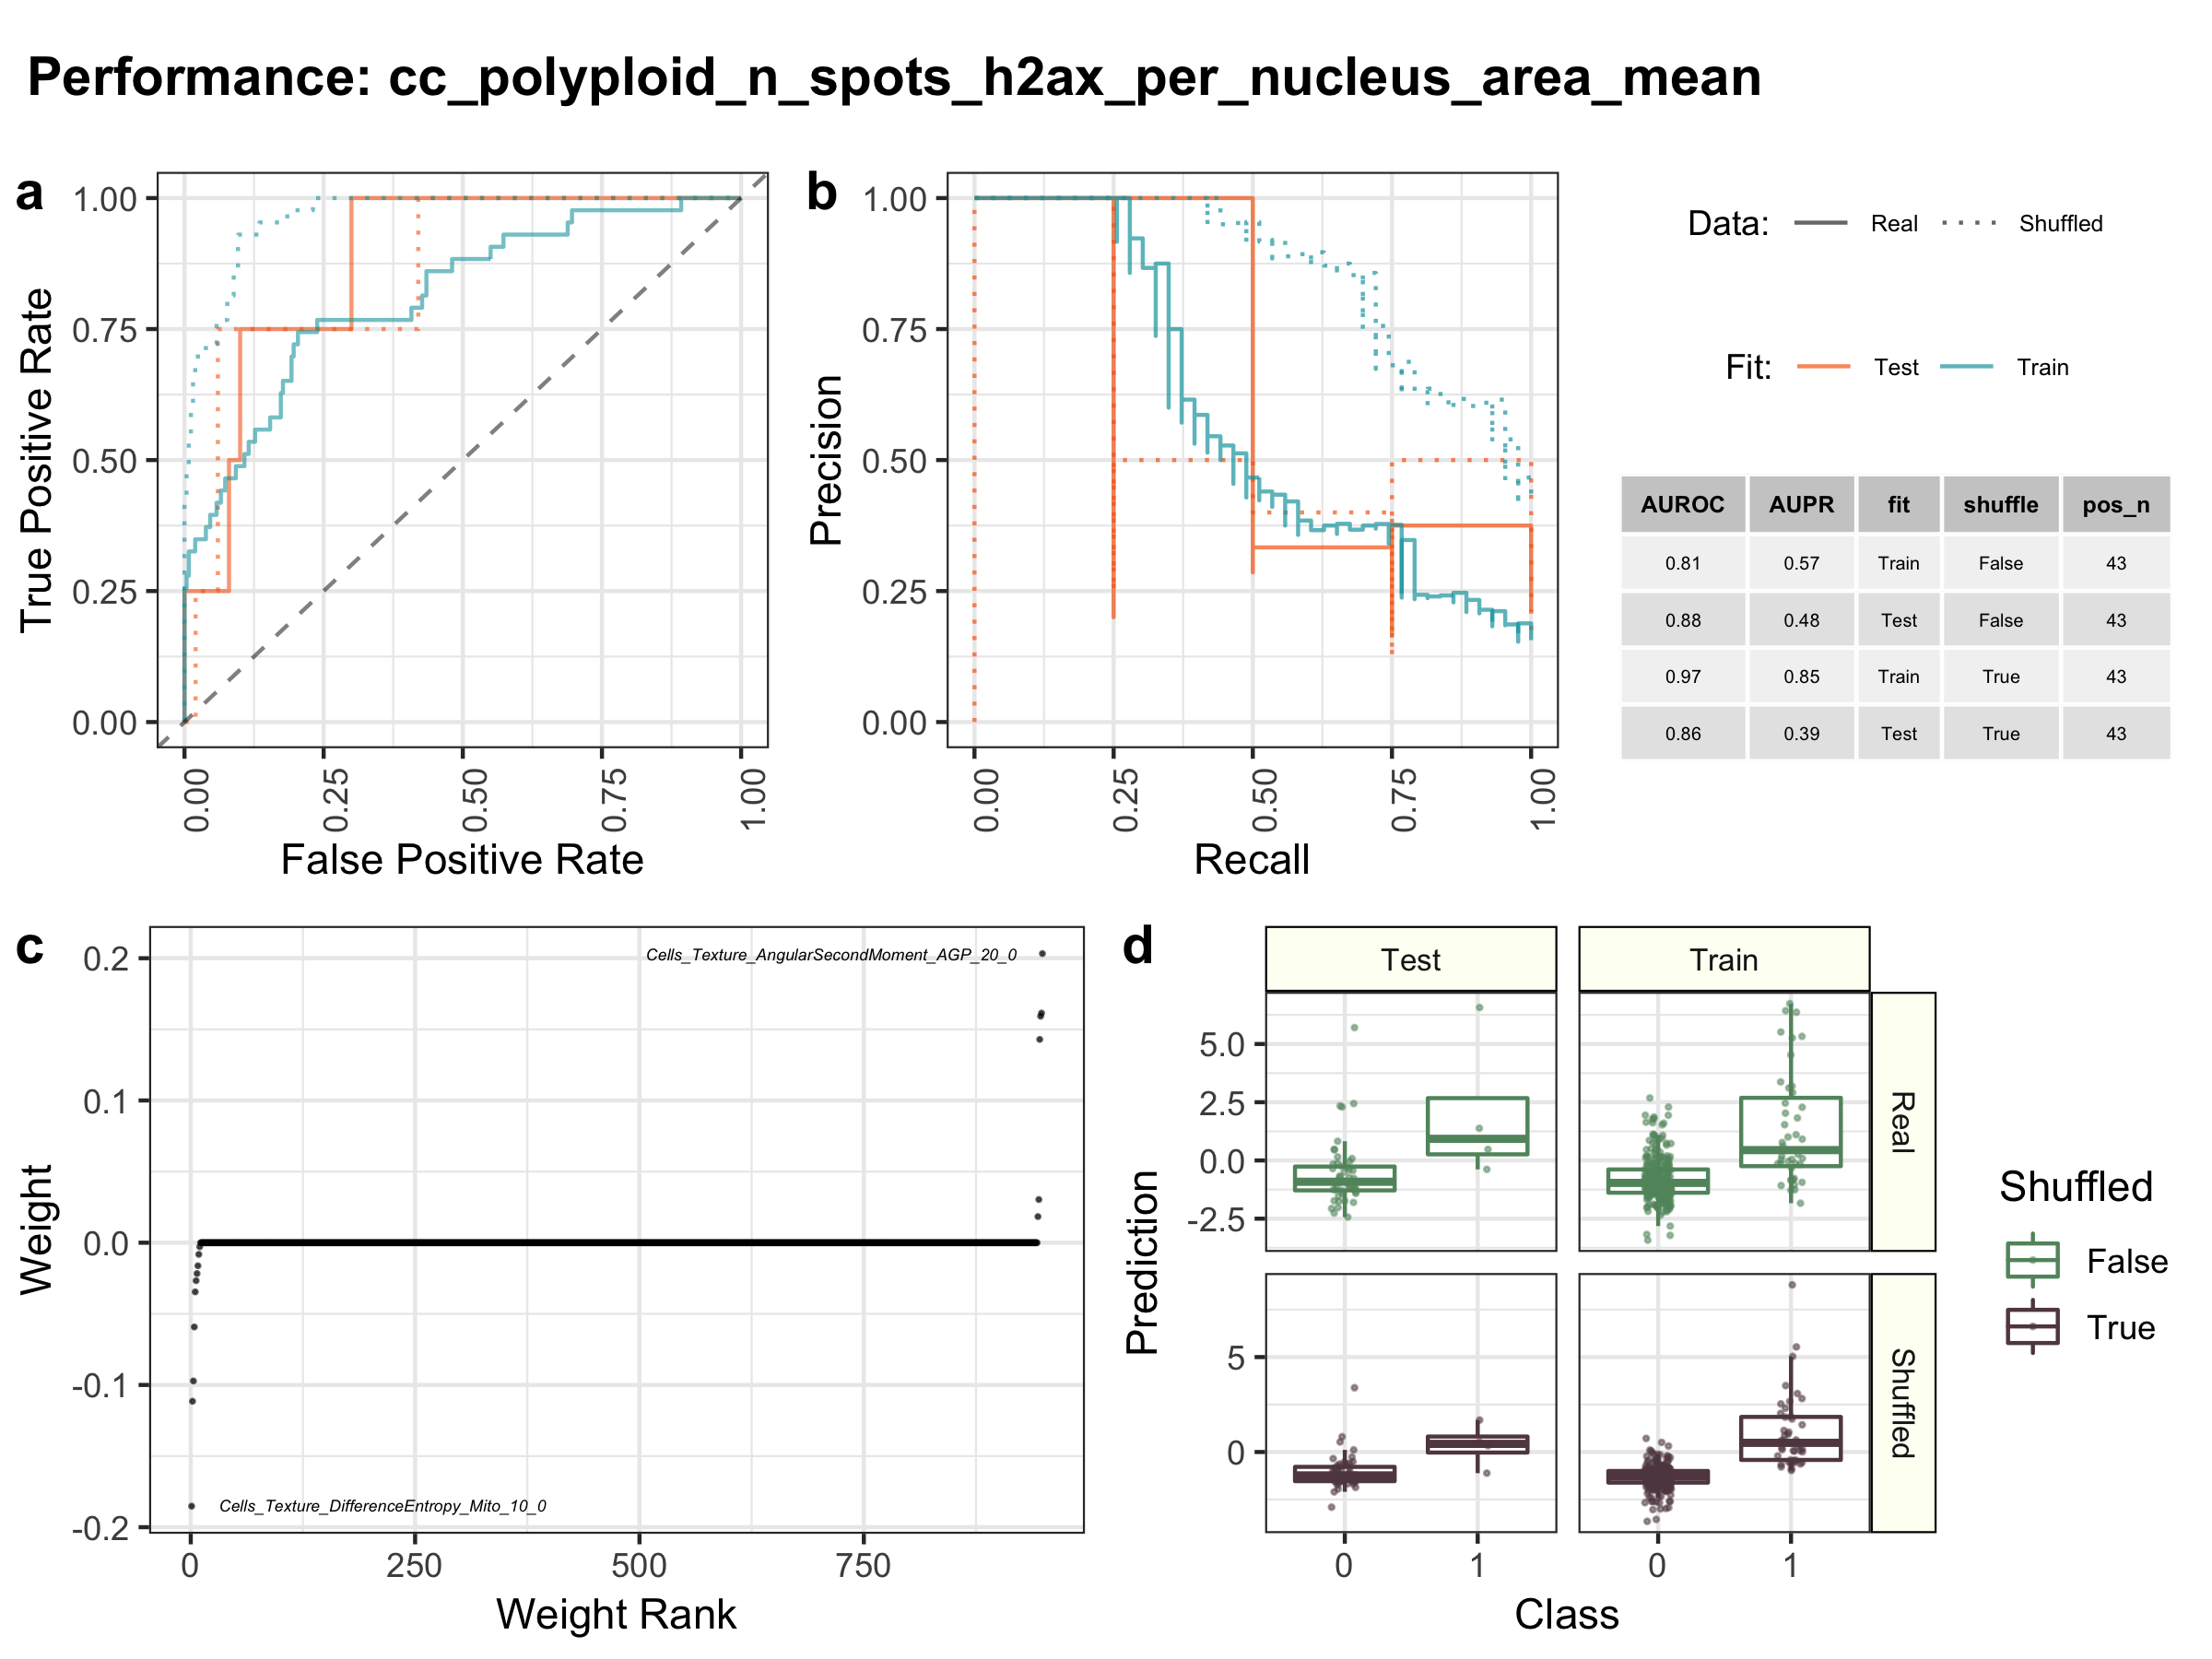 Performance: cc_polyploid_n_spots_h2ax_per_nucleus_area_mean
a
1.00
0.75
0.50
0.25
0.00
True Positive Rate
0.00
0.25
0.50
0.75
1.00
False Positive Rate
b
1.00
0.75
0.50
0.25
0.00
Precision
0.00
0.25
0.50
0.75
1.00
Recall
Data: Real Shuffled
Fit: Test Train
AUROC AUPR fit shuffle pos_n
0.81 0.57 Train False 43
0.88 0.48 Test False 43
0.97 0.85 Train True 43
0.86 0.39 Test True 43
c
0.2
0.1
0.0
-0.1
-0.2
Weight
Cells_Texture_AngularSecondMoment_AGP_20_0
Cells_Texture_DifferenceEntropy_Mito_10_0
0
250
500
750
Weight Rank
d
Test
Train
5.0
2.5
0.0
-2.5
Real
5
0
Shuffled
Prediction
0
1
0
1
Class
Shuffled
False
True